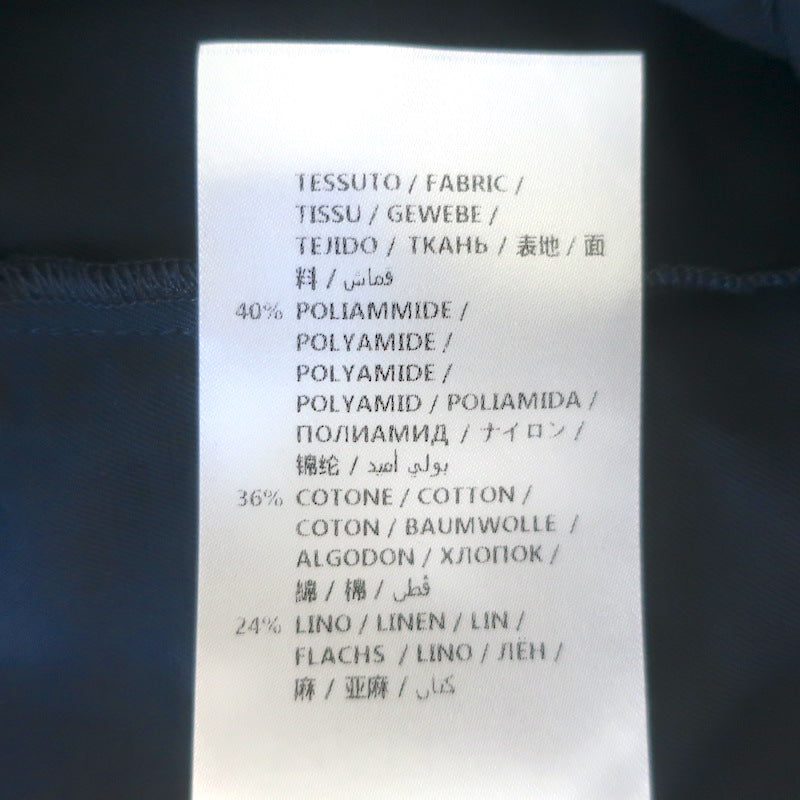 TESSUTO / FABRIC /
TISSU / GEWEBE /
TEJIDO / ТКАНЬ / 表地 / 面
料 / قماش
40% POLIAMMIDE /
POLYAMIDE /
POLYAMIDE /
POLYAMID / POLIAMIDA /
ПОЛИАМИД / ナイロン /
锦纶 / بولي أميد
36% COTONE / COTTON /
COTON / BAUMWOLLE /
ALGODON / ХЛОПОК /
綿 / 棉 / قطن
24% LINO / LINEN / LIN /
FLACHS / LINO / ЛЁН /
麻 / 亚麻 / كتان